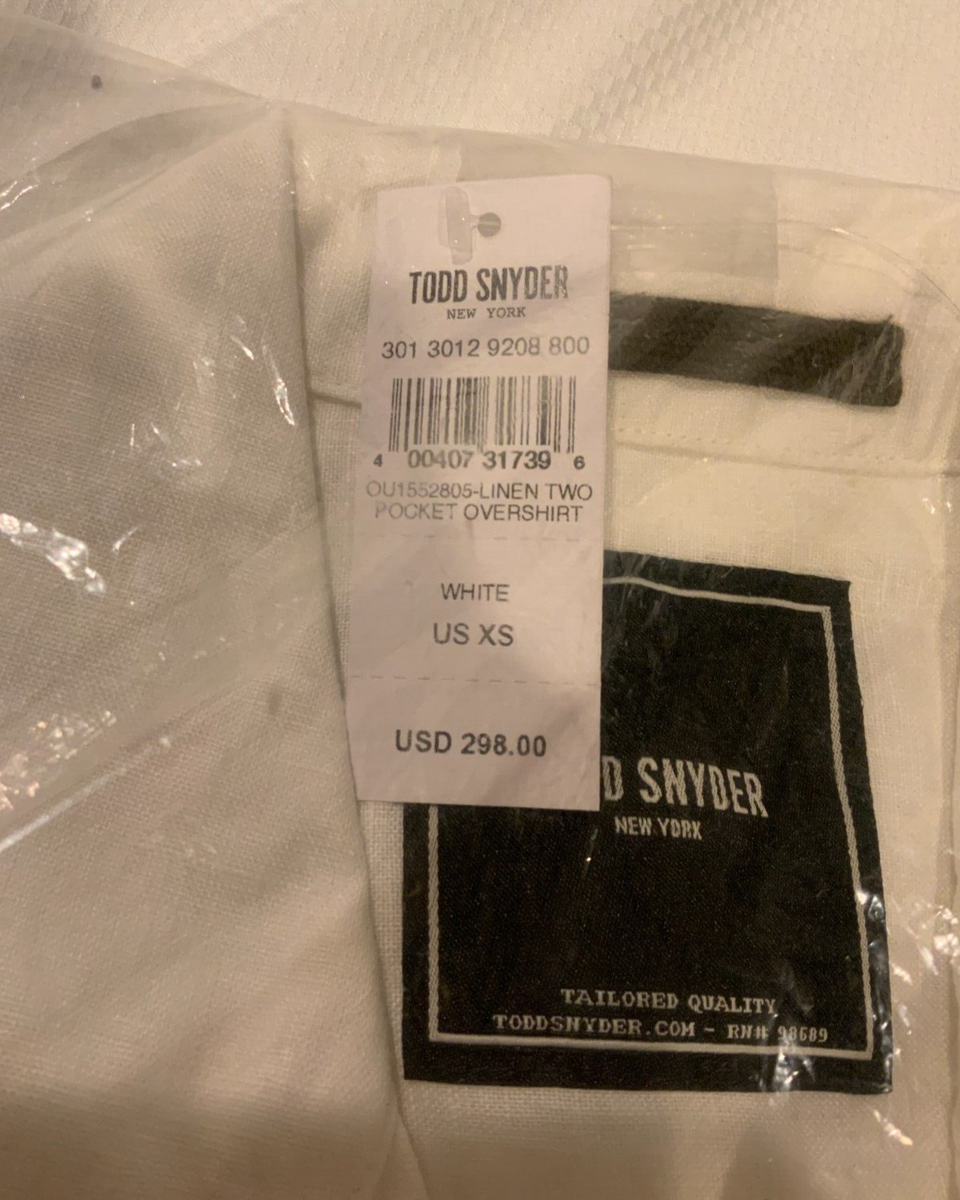 TODD SNYDER
NEW YORK
301 3012 9208 800
4 00407 31739 6
OU1552805-LINEN TWO
POCKET OVERSHIRT
WHITE
US XS
USD 298.00
D SNYDER
NEW YORK
TAILORED QUALITY
TODDSNYDER.COM - RN# 98689